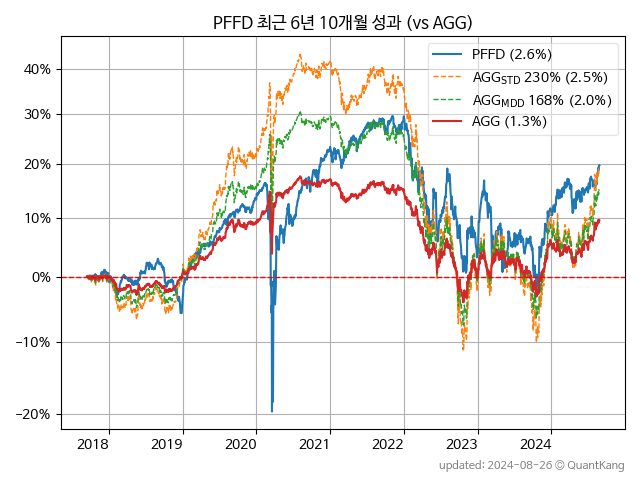 PFFD 최근 6년 10개월 성과 (vs AGG)
PFFD (2.6%)
AGG_STD 230% (2.5%)
AGG_MDD 168% (2.0%)
AGG (1.3%)
40%
30%
20%
10%
0%
−10%
−20%
2018 2019 2020 2021 2022 2023 2024
updated: 2024-08-26 © QuantKang